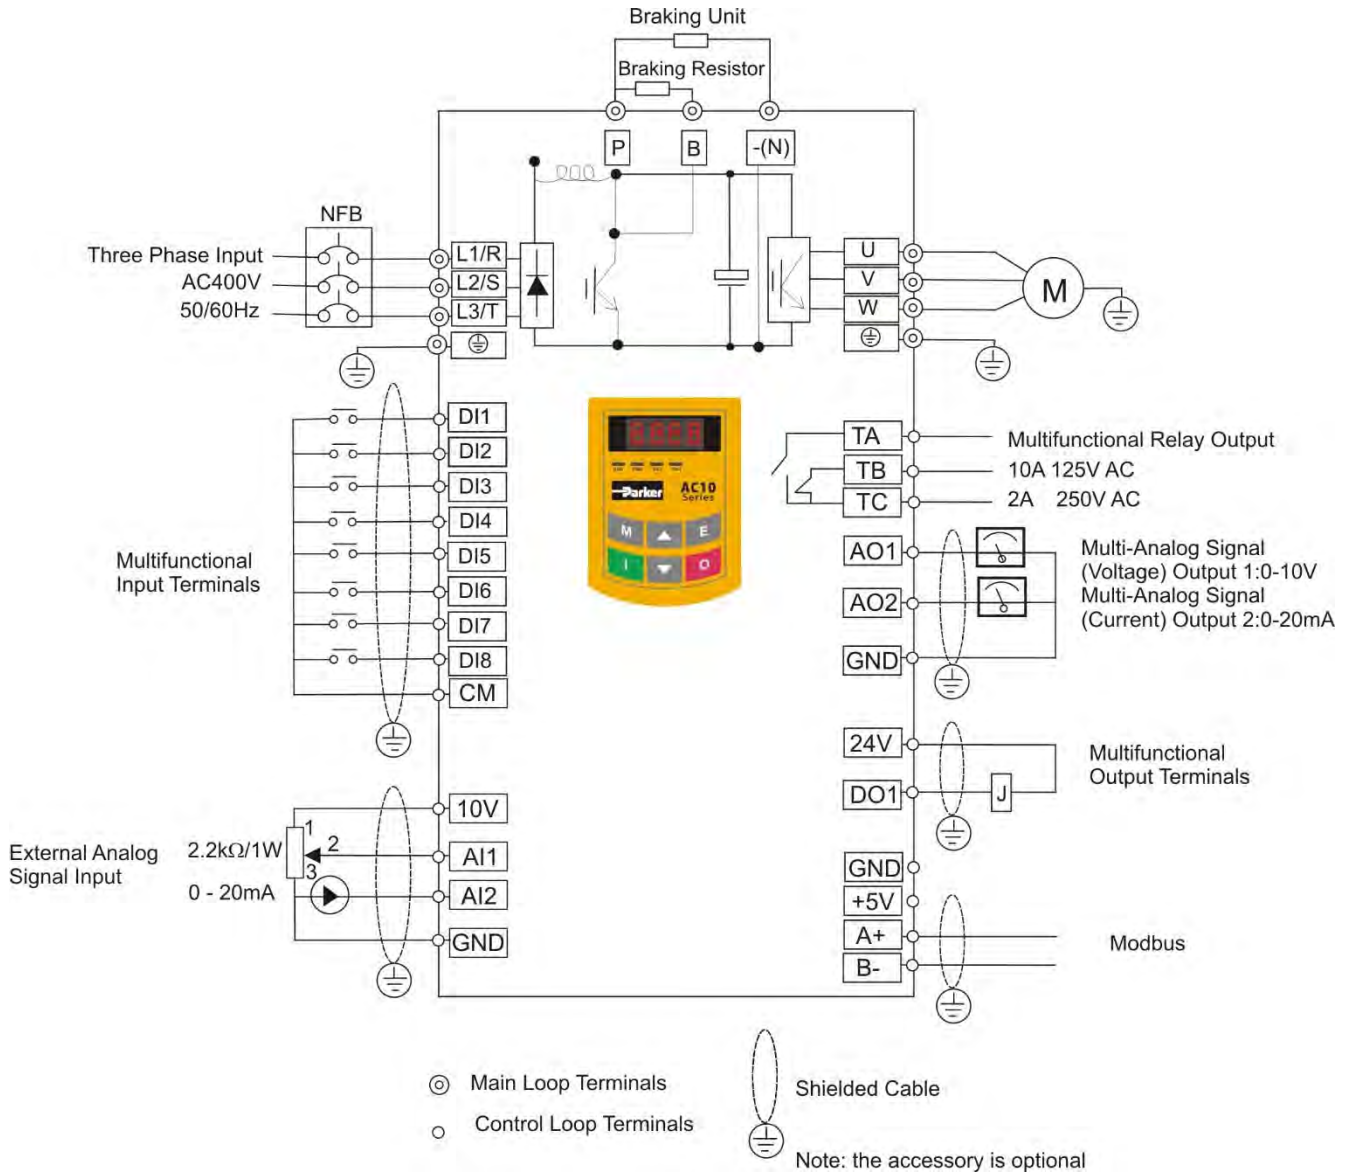 Braking Unit
Braking Resistor
P
B
-(N)
NFB
Three Phase Input
AC400V
50/60Hz
L1/R
L2/S
L3/T
U
V
W
M
DI1
DI2
DI3
DI4
DI5
DI6
DI7
DI8
CM
Multifunctional
Input Terminals
Parker
AC10
Series
M
E
I
O
TA
TB
TC
Multifunctional Relay Output
10A 125V AC
2A 250V AC
AO1
AO2
GND
Multi-Analog Signal
(Voltage) Output 1:0-10V
Multi-Analog Signal
(Current) Output 2:0-20mA
24V
DO1
J
Multifunctional
Output Terminals
External Analog
Signal Input
2.2kΩ/1W
0 - 20mA
1
2
3
10V
AI1
AI2
GND
GND
+5V
A+
B-
Modbus
Main Loop Terminals
Control Loop Terminals
Shielded Cable
Note: the accessory is optional